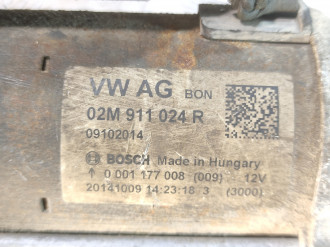 VW AG BON
02M 911 024 R
09102014
BOSCH Made in Hungary
↑ 0 001 177 008 (009) 12V
20141009 14:23:18 3 (3000)